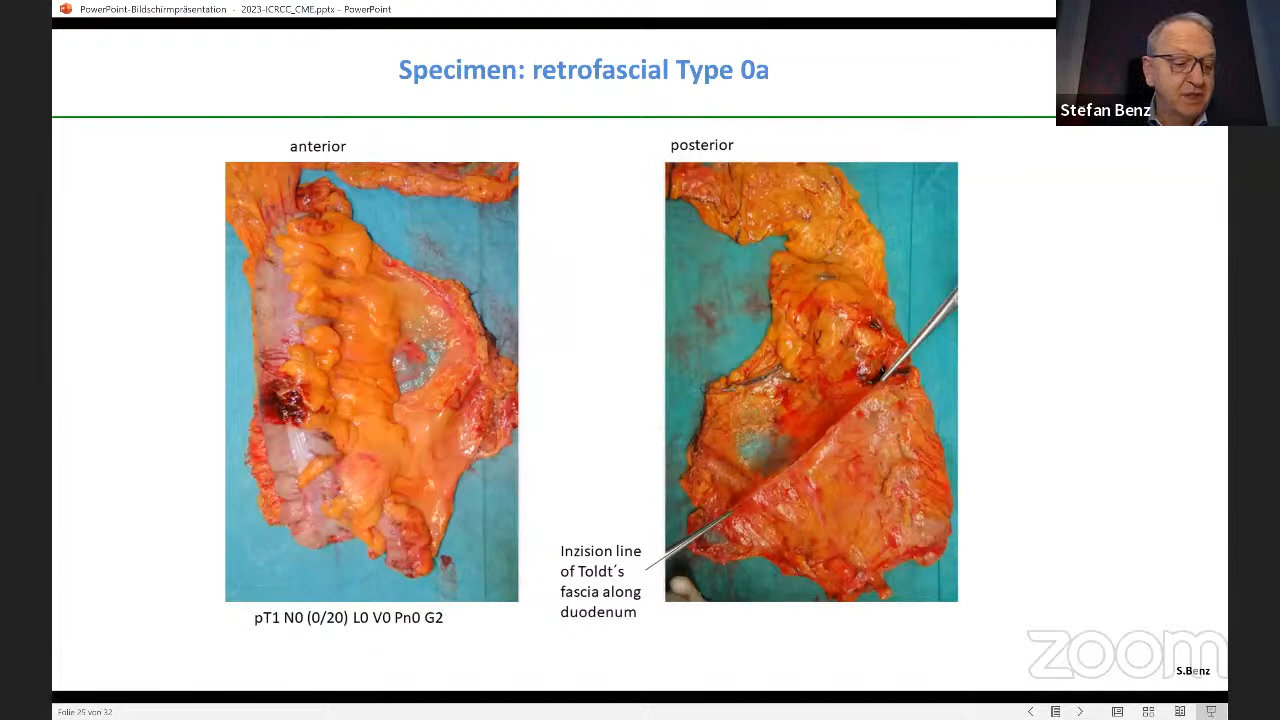 PowerPoint-Bildschirmpräsentation - 2023-ICRCC_CME.pptx - PowerPoint
Specimen: retrofascial Type 0a
Stefan Benz
anterior
posterior
Inzision line
of Toldt´s
fascia along
duodenum
pT1 N0 (0/20) L0 V0 Pn0 G2
zoom
S.Benz
Folie 25 von 32